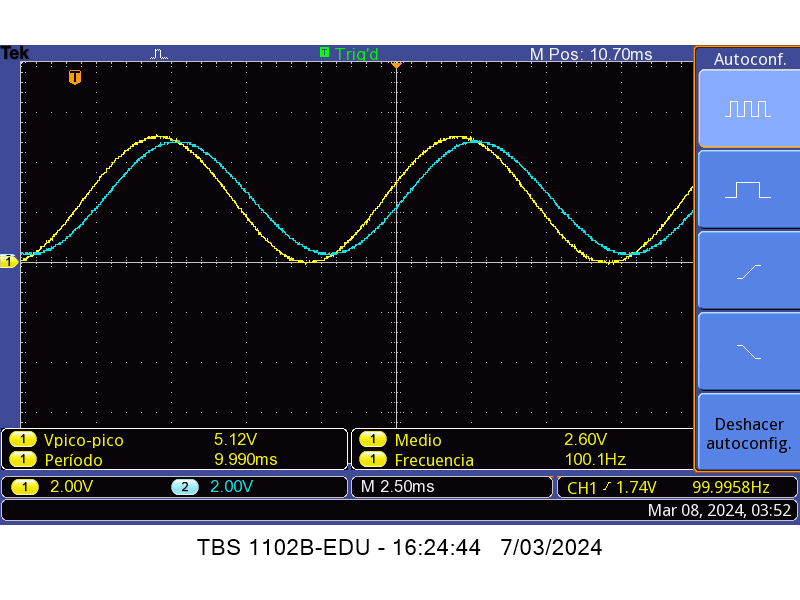 Tek T Trig'd M Pos: 10.70ms
Autoconf.
T
1
1 Vpico-pico 5.12V
1 Período 9.990ms
1 Medio 2.60V
1 Frecuencia 100.1Hz
Deshacer
autoconfig.
1 2.00V 2 2.00V M 2.50ms CH1 1.74V 99.9958Hz
Mar 08, 2024, 03:52
TBS 1102B-EDU - 16:24:44 7/03/2024